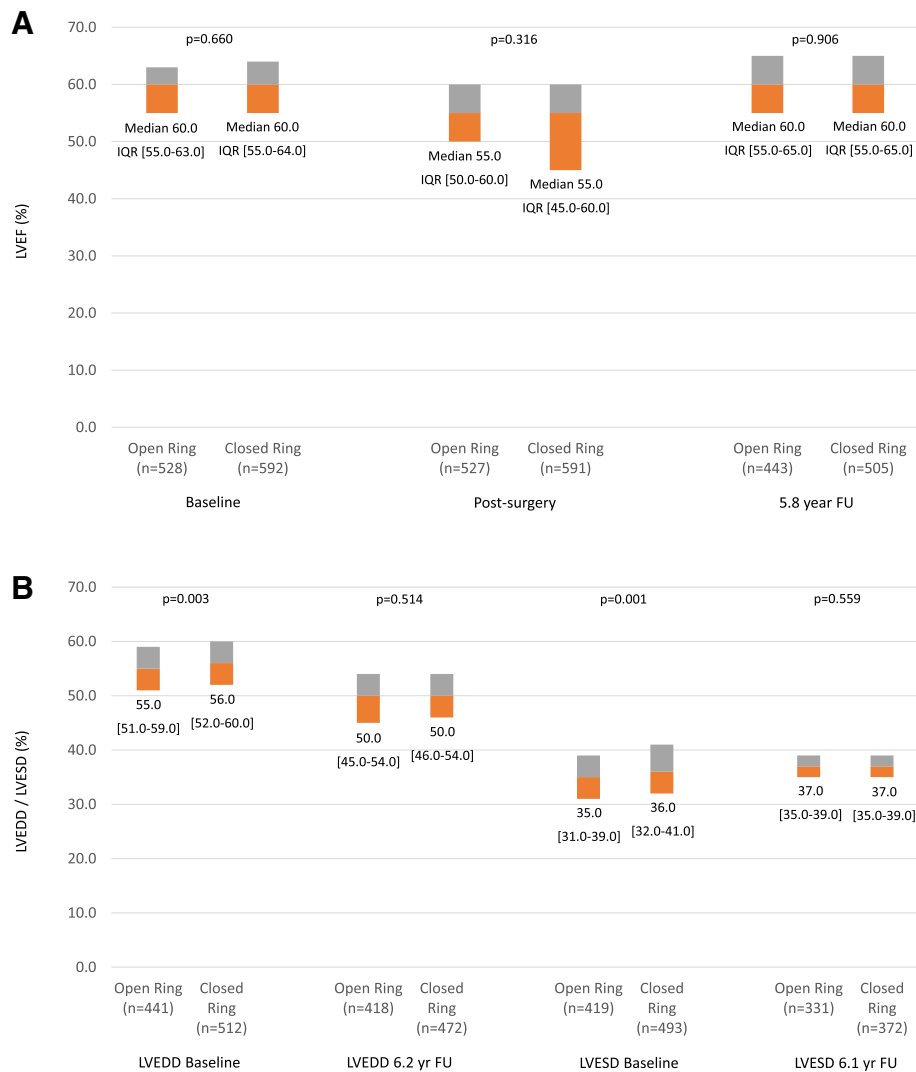 A
70.0
60.0
50.0
40.0
30.0
20.0
10.0
0.0
LVEF (%)
p=0.660
p=0.316
p=0.906
Median 60.0
IQR [55.0-63.0]
Median 60.0
IQR [55.0-64.0]
Median 55.0
IQR [50.0-60.0]
Median 55.0
IQR [45.0-60.0]
Median 60.0
IQR [55.0-65.0]
Median 60.0
IQR [55.0-65.0]
Open Ring
(n=528)
Closed Ring
(n=592)
Baseline
Open Ring
(n=527)
Closed Ring
(n=591)
Post-surgery
Open Ring
(n=443)
Closed Ring
(n=505)
5.8 year FU
B
70.0
60.0
50.0
40.0
30.0
20.0
10.0
0.0
LVEDD / LVESD (%)
p=0.003
p=0.514
p=0.001
p=0.559
55.0
[51.0-59.0]
56.0
[52.0-60.0]
50.0
[45.0-54.0]
50.0
[46.0-54.0]
35.0
[31.0-39.0]
36.0
[32.0-41.0]
37.0
[35.0-39.0]
37.0
[35.0-39.0]
Open Ring
(n=441)
Closed
Ring
(n=512)
LVEDD Baseline
Open Ring
(n=418)
Closed
Ring
(n=472)
LVEDD 6.2 yr FU
Open Ring
(n=419)
Closed
Ring
(n=493)
LVESD Baseline
Open Ring
(n=331)
Closed
Ring
(n=372)
LVESD 6.1 yr FU